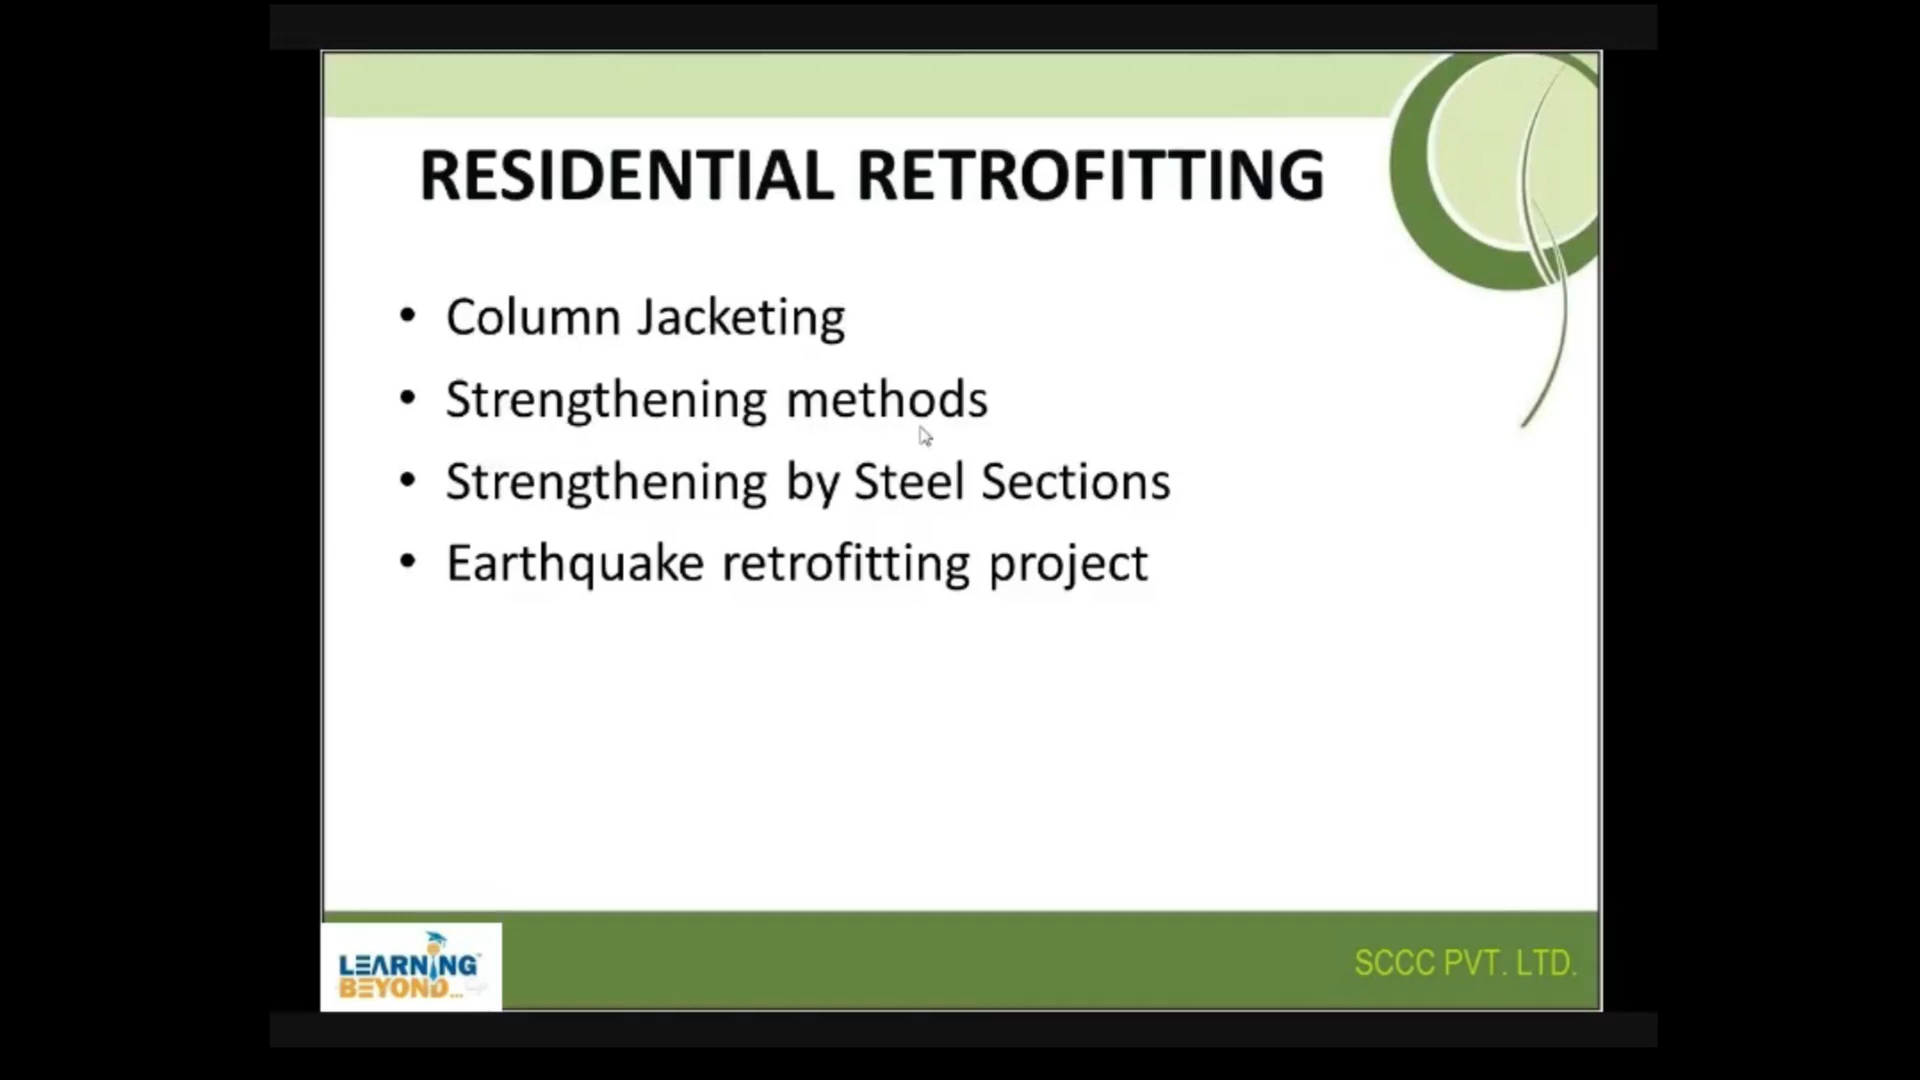 RESIDENTIAL RETROFITTING
• Column Jacketing
• Strengthening methods
• Strengthening by Steel Sections
• Earthquake retrofitting project
LEARNING
BEYOND...
SCCC PVT. LTD.